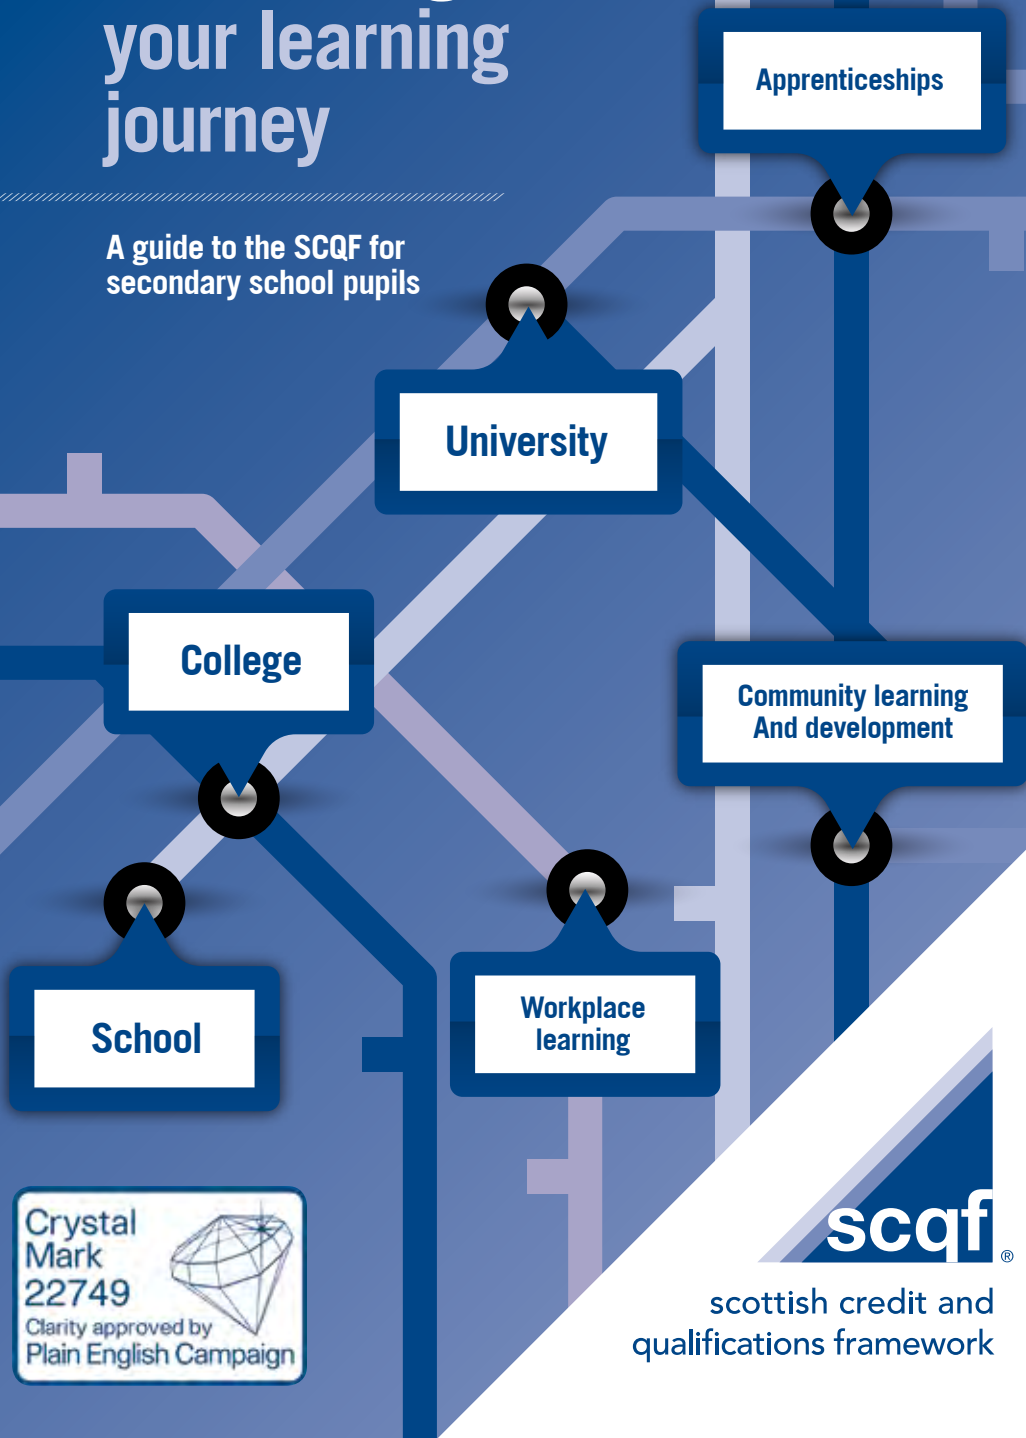 your learning
journey
A guide to the SCQF for
secondary school pupils
Apprenticeships
University
College
Community learning
And development
School
Workplace
learning
Crystal
Mark
22749
Clarity approved by
Plain English Campaign
scqf®
scottish credit and
qualifications framework